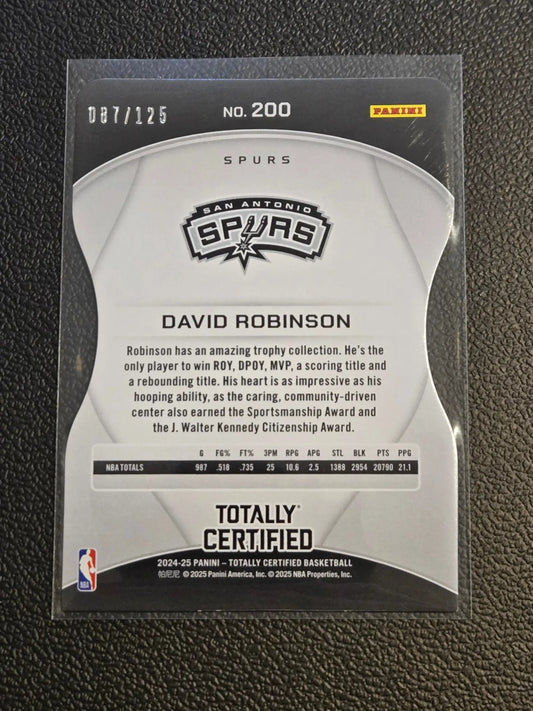 087/125
NO. 200
PANINI
SPURS
SAN ANTONIO
SPURS
DAVID ROBINSON
Robinson has an amazing trophy collection. He's the
only player to win ROY, DPOY, MVP, a scoring title and
a rebounding title. His heart is as impressive as his
hooping ability, as the caring, community-driven
center also earned the Sportsmanship Award and
the J. Walter Kennedy Citizenship Award.
G FG% FT% 3PM RPG APG STL BLK PTS PPG
NBA TOTALS 987 .518 .735 25 10.6 2.5 1388 2954 20790 21.1
TOTALLY
CERTIFIED
2024-25 PANINI – TOTALLY CERTIFIED BASKETBALL
帕尼尼 © 2025 Panini America, Inc. © 2025 NBA Properties, Inc.
NBA